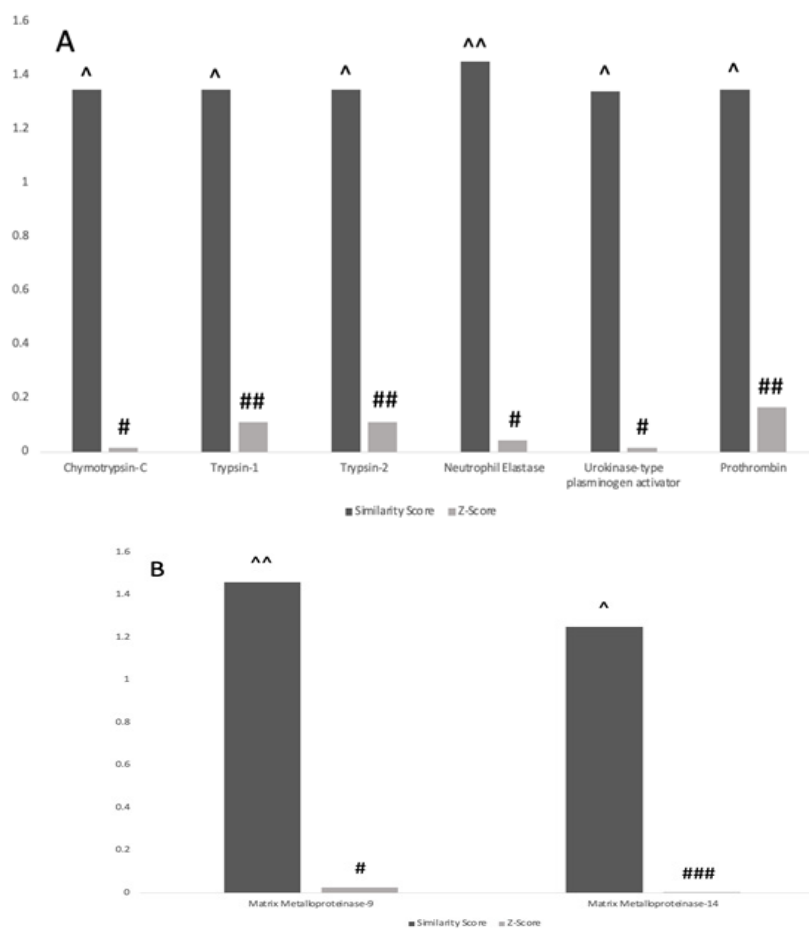 A
1.6
1.4
1.2
1
0.8
0.6
0.4
0.2
0
^ ^ ^ ^^ ^ ^
# ## ## # # ##
Chymotrypsin-C Trypsin-1 Trypsin-2 Neutrophil Elastase Urokinase-type plasminogen activator Prothrombin
Similarity Score Z-Score
B
1.6
1.4
1.2
1
0.8
0.6
0.4
0.2
0
^^ ^
# ###
Matrix Metalloproteinase-9 Matrix Metalloproteinase-14
Similarity Score Z-Score